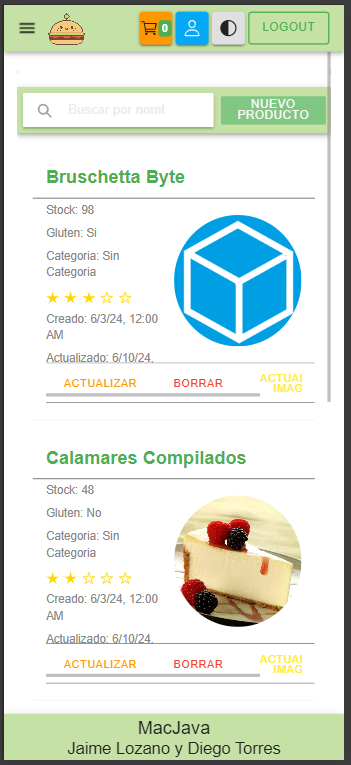 0
LOGOUT
Buscar por noml
NUEVO
PRODUCTO
Bruschetta Byte
Stock: 98
Gluten: Si
Categoria: Sin
Categoria
Creado: 6/3/24, 12:00
AM
Actualizado: 6/10/24,
ACTUALIZAR
BORRAR
ACTUAI
IMAG
Calamares Compilados
Stock: 48
Gluten: No
Categoria: Sin
Categoria
Creado: 6/3/24, 12:00
AM
Actualizado: 6/10/24,
ACTUALIZAR
BORRAR
ACTUAI
IMAG
MacJava
Jaime Lozano y Diego Torres